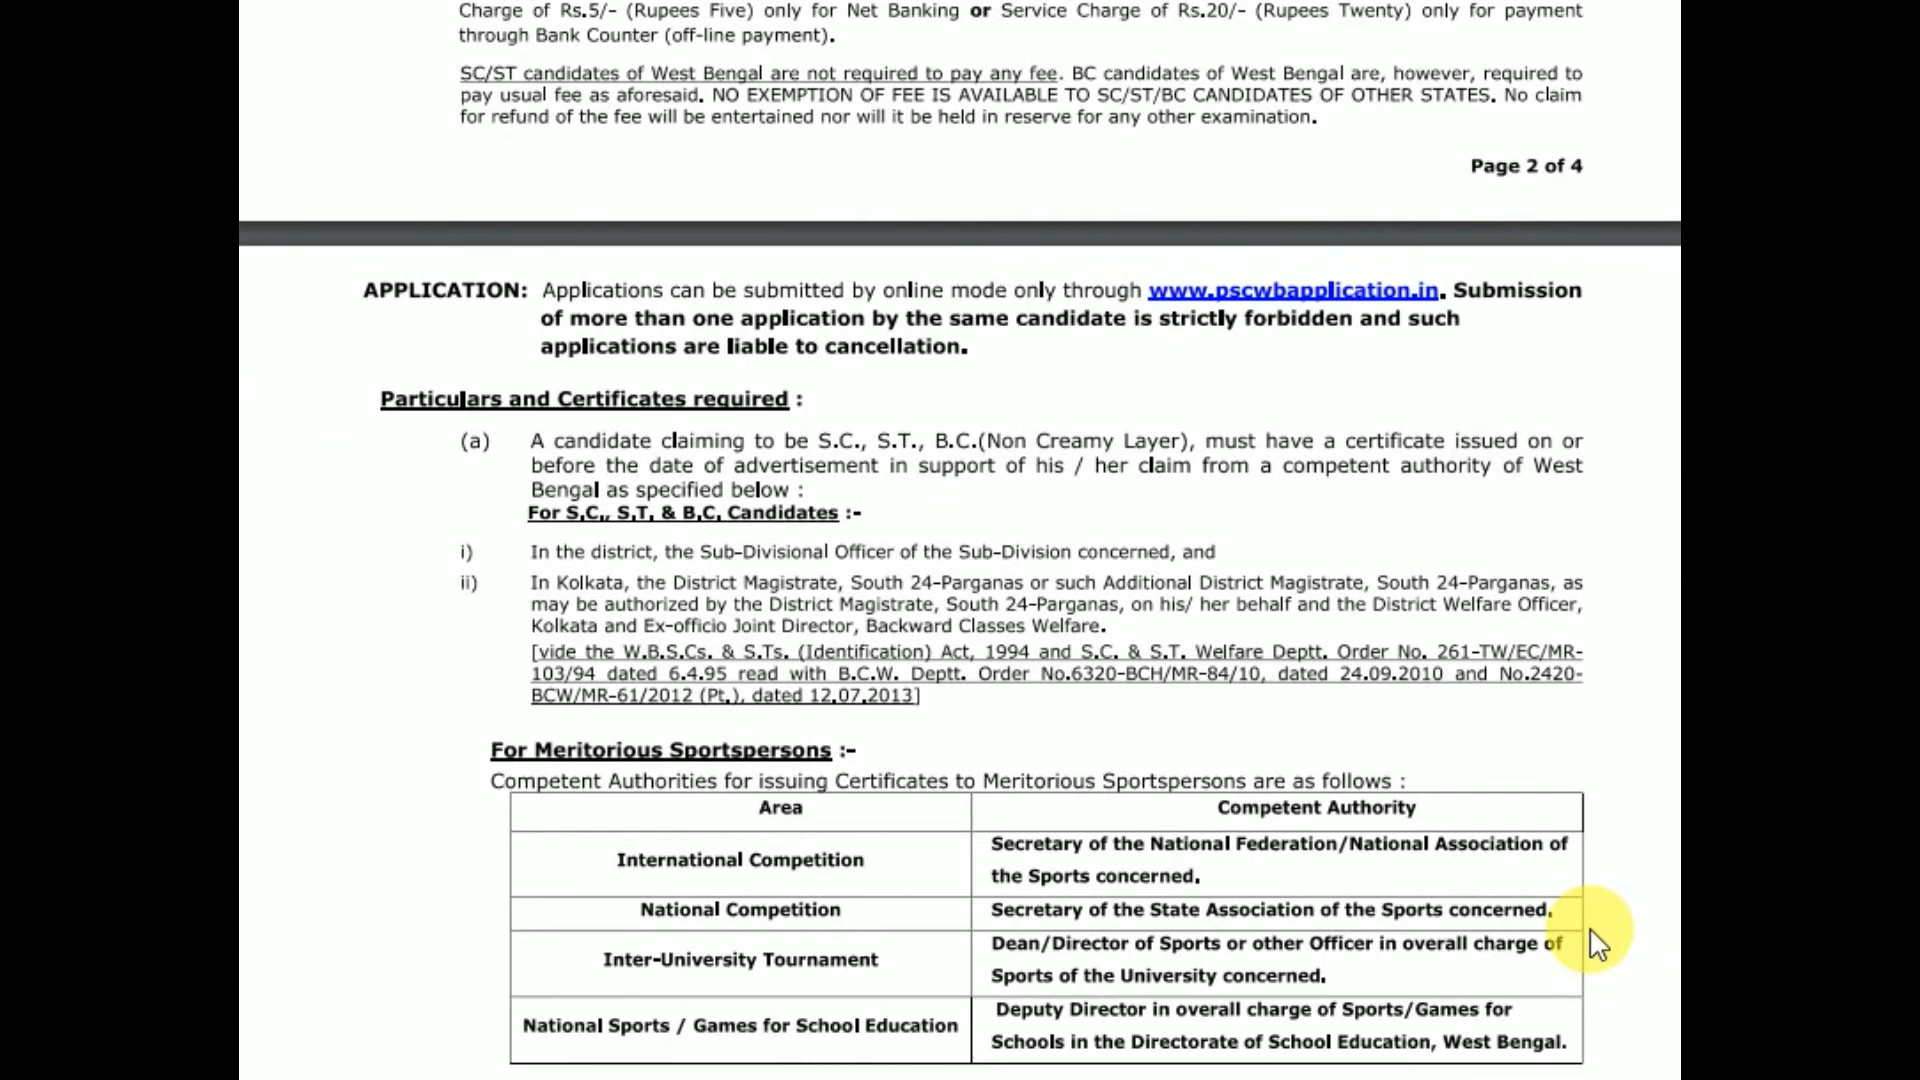 Charge of Rs.5/- (Rupees Five) only for Net Banking or Service Charge of Rs.20/- (Rupees Twenty) only for payment
through Bank Counter (off-line payment).
SC/ST candidates of West Bengal are not required to pay any fee. BC candidates of West Bengal are, however, required to
pay usual fee as aforesaid. NO EXEMPTION OF FEE IS AVAILABLE TO SC/ST/BC CANDIDATES OF OTHER STATES. No claim
for refund of the fee will be entertained nor will it be held in reserve for any other examination.
Page 2 of 4
APPLICATION: Applications can be submitted by online mode only through www.pscwbapplication.in. Submission
of more than one application by the same candidate is strictly forbidden and such
applications are liable to cancellation.
Particulars and Certificates required :
(a) A candidate claiming to be S.C., S.T., B.C.(Non Creamy Layer), must have a certificate issued on or
before the date of advertisement in support of his / her claim from a competent authority of West
Bengal as specified below :
For S.C., S.T. & B.C. Candidates :-
i) In the district, the Sub-Divisional Officer of the Sub-Division concerned, and
ii) In Kolkata, the District Magistrate, South 24-Parganas or such Additional District Magistrate, South 24-Parganas, as
may be authorized by the District Magistrate, South 24-Parganas, on his/ her behalf and the District Welfare Officer,
Kolkata and Ex-officio Joint Director, Backward Classes Welfare.
[vide the W.B.S.Cs. & S.Ts. (Identification) Act, 1994 and S.C. & S.T. Welfare Deptt. Order No. 261-TW/EC/MR-
103/94 dated 6.4.95 read with B.C.W. Deptt. Order No.6320-BCH/MR-84/10, dated 24.09.2010 and No.2420-
BCW/MR-61/2012 (Pt.), dated 12.07.2013]
For Meritorious Sportspersons :-
Competent Authorities for issuing Certificates to Meritorious Sportspersons are as follows :
Area Competent Authority
International Competition Secretary of the National Federation/National Association of
the Sports concerned.
National Competition Secretary of the State Association of the Sports concerned.
Inter-University Tournament Dean/Director of Sports or other Officer in overall charge of
Sports of the University concerned.
National Sports / Games for School Education Deputy Director in overall charge of Sports/Games for
Schools in the Directorate of School Education, West Bengal.